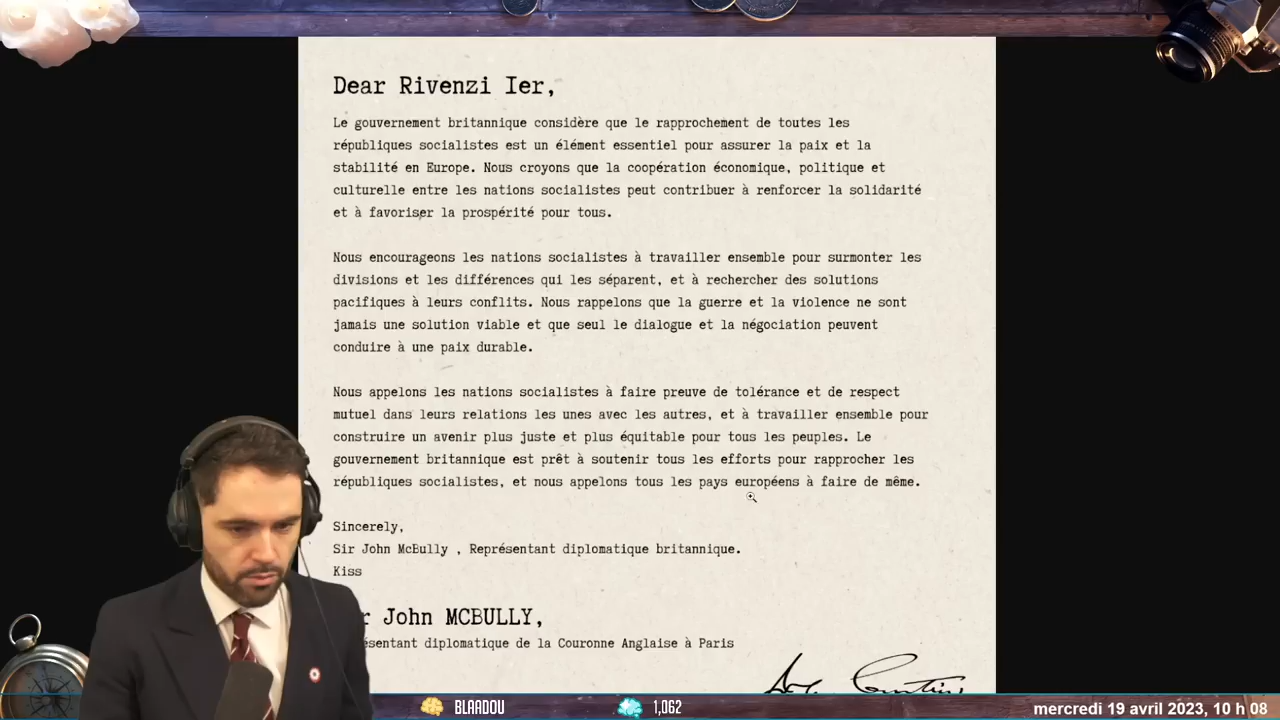 Dear Rivenzi Ier,
Le gouvernement britannique considère que le rapprochement de toutes les
républiques socialistes est un élément essentiel pour assurer la paix et la
stabilité en Europe. Nous croyons que la coopération économique, politique et
culturelle entre les nations socialistes peut contribuer à renforcer la solidarité
et à favoriser la prospérité pour tous.
Nous encourageons les nations socialistes à travailler ensemble pour surmonter les
divisions et les différences qui les séparent, et à rechercher des solutions
pacifiques à leurs conflits. Nous rappelons que la guerre et la violence ne sont
jamais une solution viable et que seul le dialogue et la négociation peuvent
conduire à une paix durable.
Nous appelons les nations socialistes à faire preuve de tolérance et de respect
mutuel dans leurs relations les unes avec les autres, et à travailler ensemble pour
construire un avenir plus juste et plus équitable pour tous les peuples. Le
gouvernement britannique est prêt à soutenir tous les efforts pour rapprocher les
républiques socialistes, et nous appelons tous les pays européens à faire de même.
Sincerely,
Sir John McBully , Représentant diplomatique britannique.
Kiss
John MCBULLY,
diplomatique de la Couronne Anglaise à Paris
BLAADOU
1,062
mercredi 19 avril 2023, 10 h 08